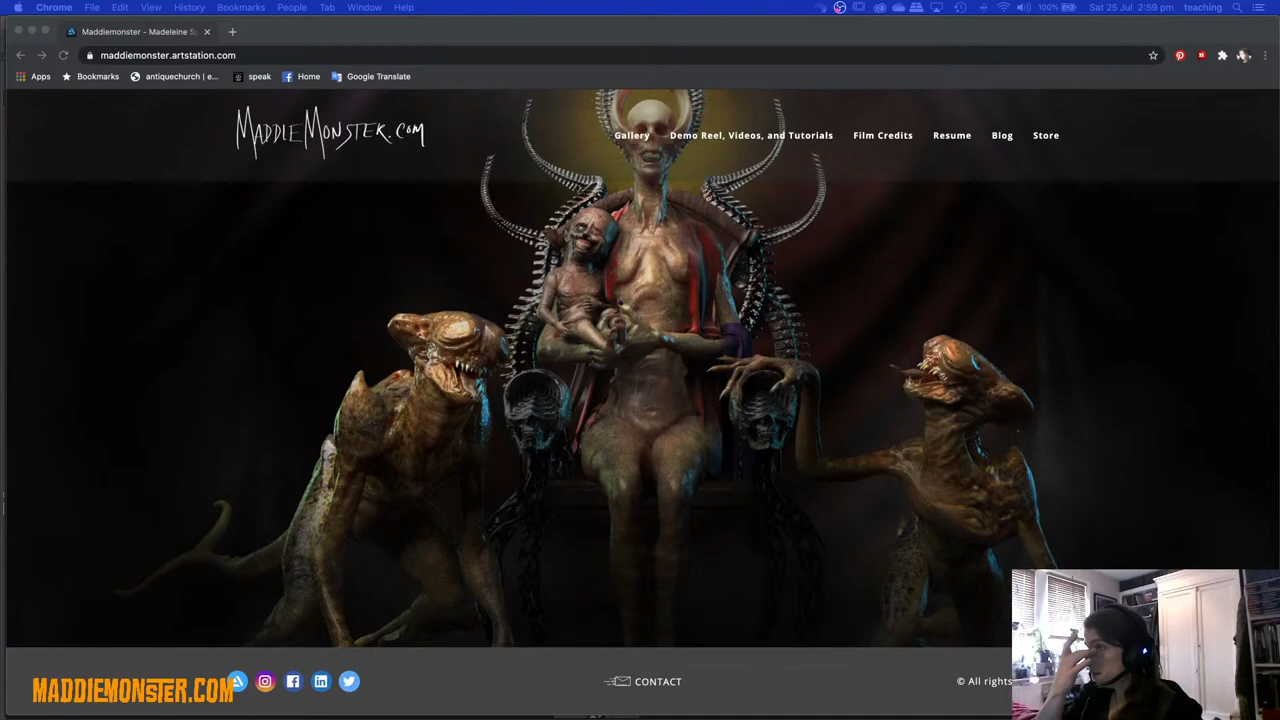 Chrome File Edit View History Bookmarks People Tab Window Help
100% Sat 25 Jul 2:59 pm teaching
Maddiemonster - Madeleine S
maddiemonster.artstation.com
Apps Bookmarks antiquechurch | e... speak Home Google Translate
MADDIEMONSTER.COM
Gallery Demo Reel, Videos, and Tutorials Film Credits Resume Blog Store
CONTACT
© All rights
MADDIEMONSTER.COM